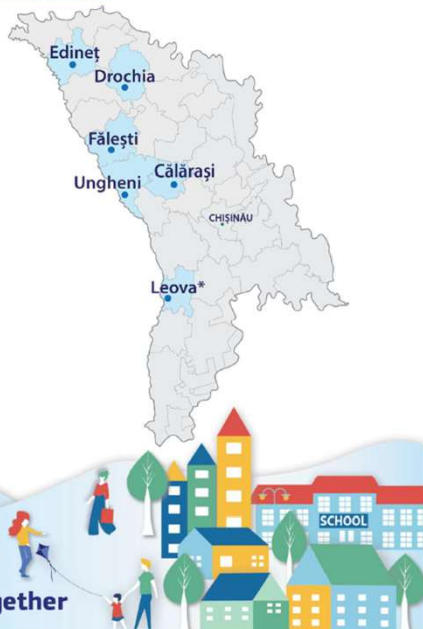 Edineț
Drochia
Fălești
Călărași
Ungheni
CHIȘINĂU
Leova*
SCHOOL
gether